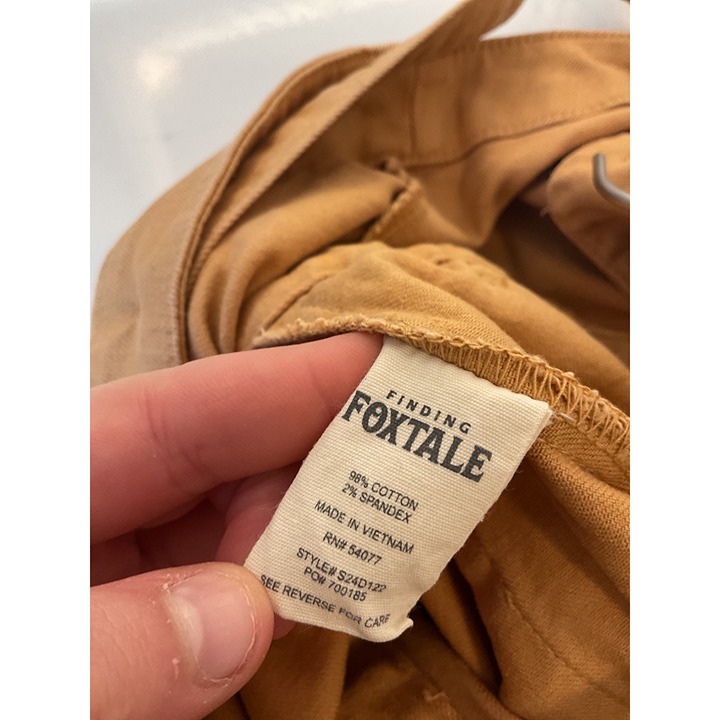 FINDING
FOXTALE
98% COTTON
2% SPANDEX
MADE IN VIETNAM
RN# 54077
STYLE# S24D122
PO# 700185
SEE REVERSE FOR CARE